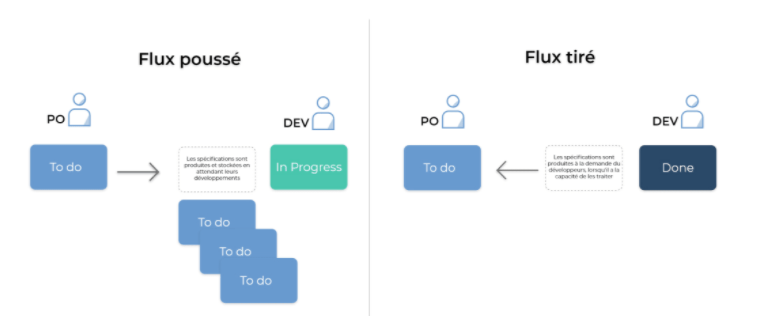 Flux poussé
PO
DEV
To do
Les spécifications sont
produites et stockées en
attendant leurs
développements
In Progress
To do
To do
To do
Flux tiré
PO
DEV
To do
Les spécifications sont
produites à la demande du
développeurs, lorsqu'il a la
capacité de les traiter
Done